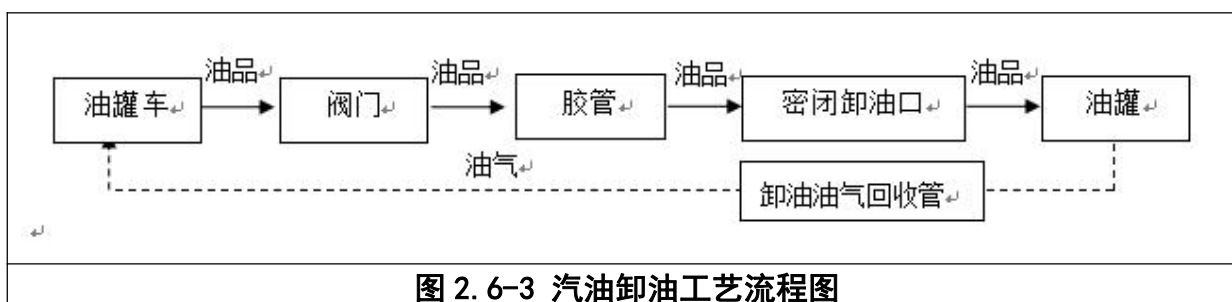 油品 油品 油品 油品
油罐车 阀门 胶管 密闭卸油口 油罐
油气
卸油油气回收管
图 2.6-3 汽油卸油工艺流程图